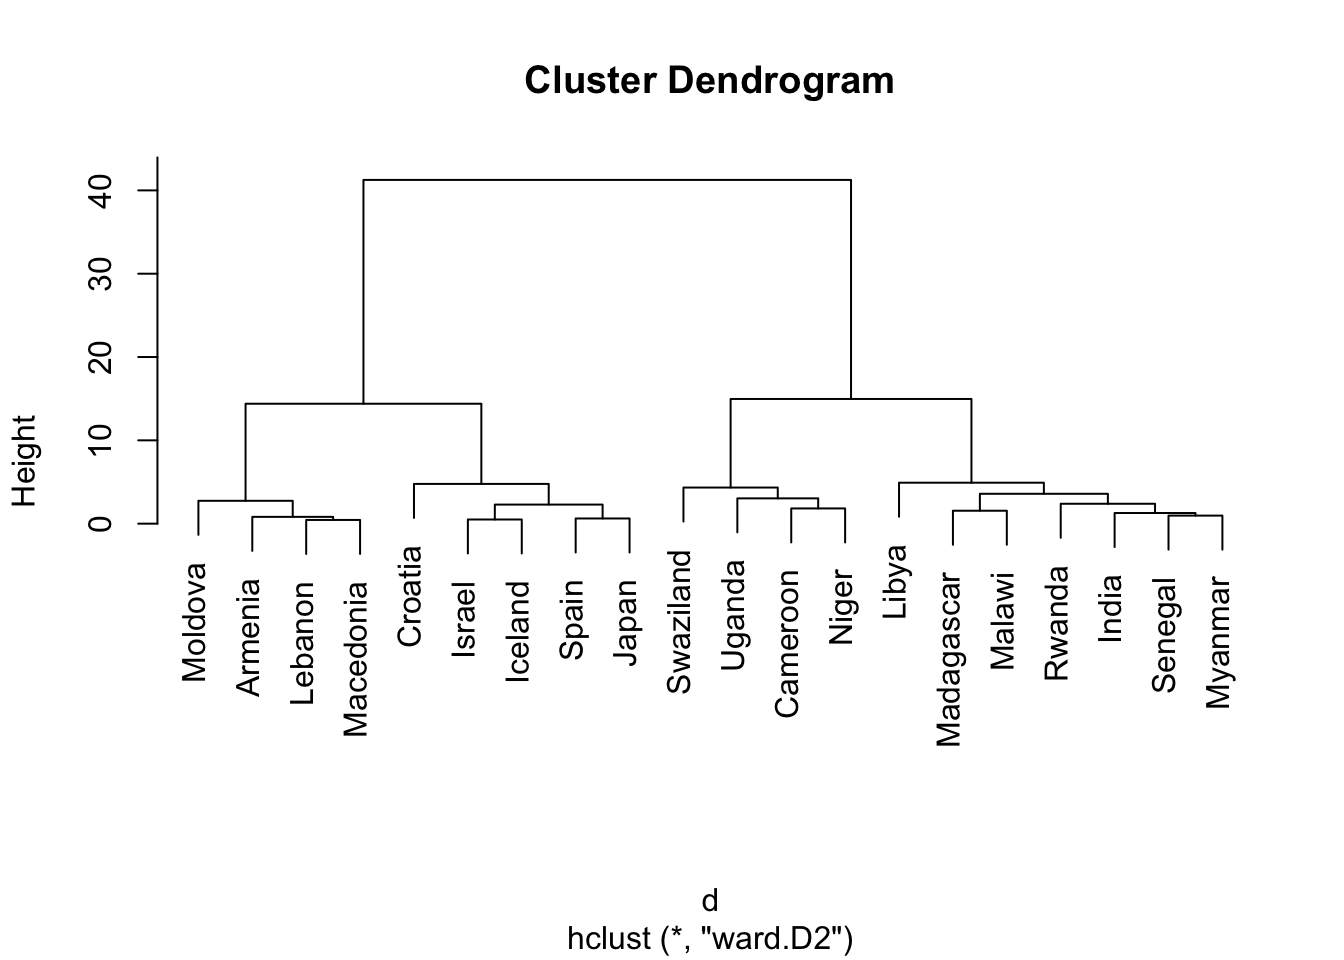 Cluster Dendrogram
Height
40
30
20
10
0
Moldova
Armenia
Lebanon
Macedonia
Croatia
Israel
Iceland
Spain
Japan
Swaziland
Uganda
Cameroon
Niger
Libya
Madagascar
Malawi
Rwanda
India
Senegal
Myanmar
d
hclust (*, "ward.D2")